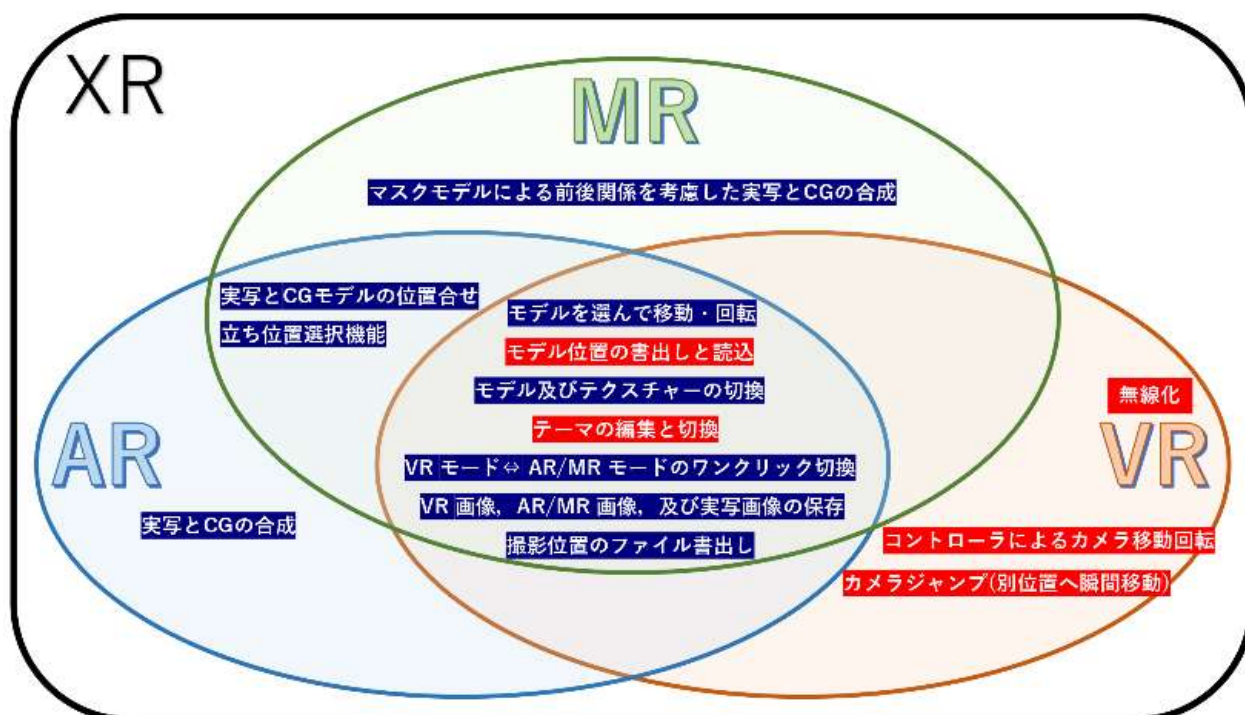 XR
MR
マスクモデルによる前後関係を考慮した実写とCGの合成
実写とCGモデルの位置合せ
立ち位置選択機能
モデルを選んで移動・回転
モデル位置の書出しと読込
モデル及びテクスチャーの切換
テーマの編集と切換
VR モード⇔ AR/MR モードのワンクリック切換
VR 画像，AR/MR 画像，及び実写画像の保存
撮影位置のファイル書出し
AR
実写とCGの合成
無線化
VR
コントローラによるカメラ移動回転
カメラジャンプ(別位置へ瞬間移動)